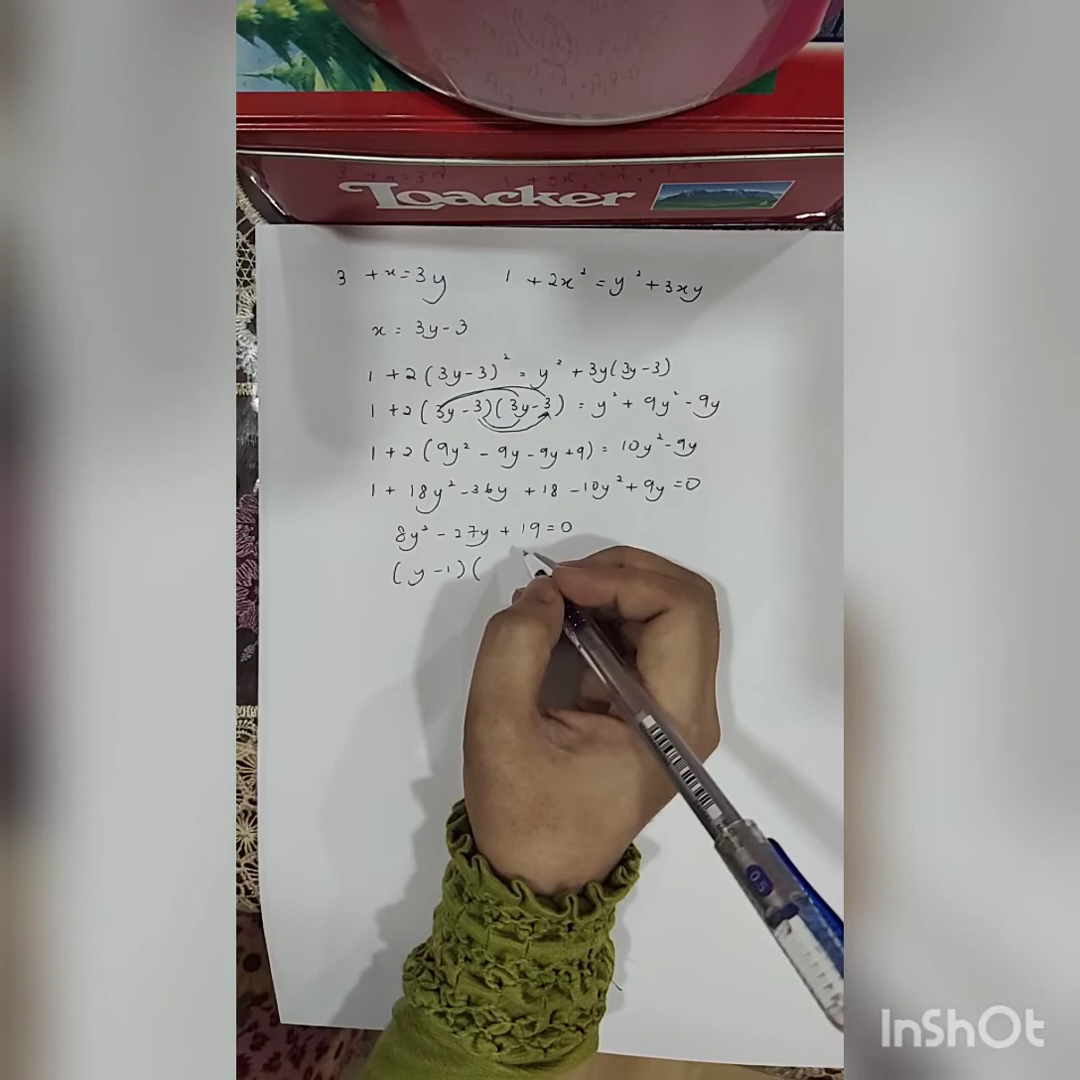 Loacker
3 + x = 3y 1 + 2x² = y² + 3xy
x = 3y - 3
1 + 2(3y - 3)² = y² + 3y(3y - 3)
1 + 2(3y - 3)(3y - 3) = y² + 9y² - 9y
1 + 2(9y² - 9y - 9y + 9) = 10y² - 9y
1 + 18y² - 36y + 18 - 10y² + 9y = 0
8y² - 27y + 19 = 0
(y - 1)(
0.5
InShOt